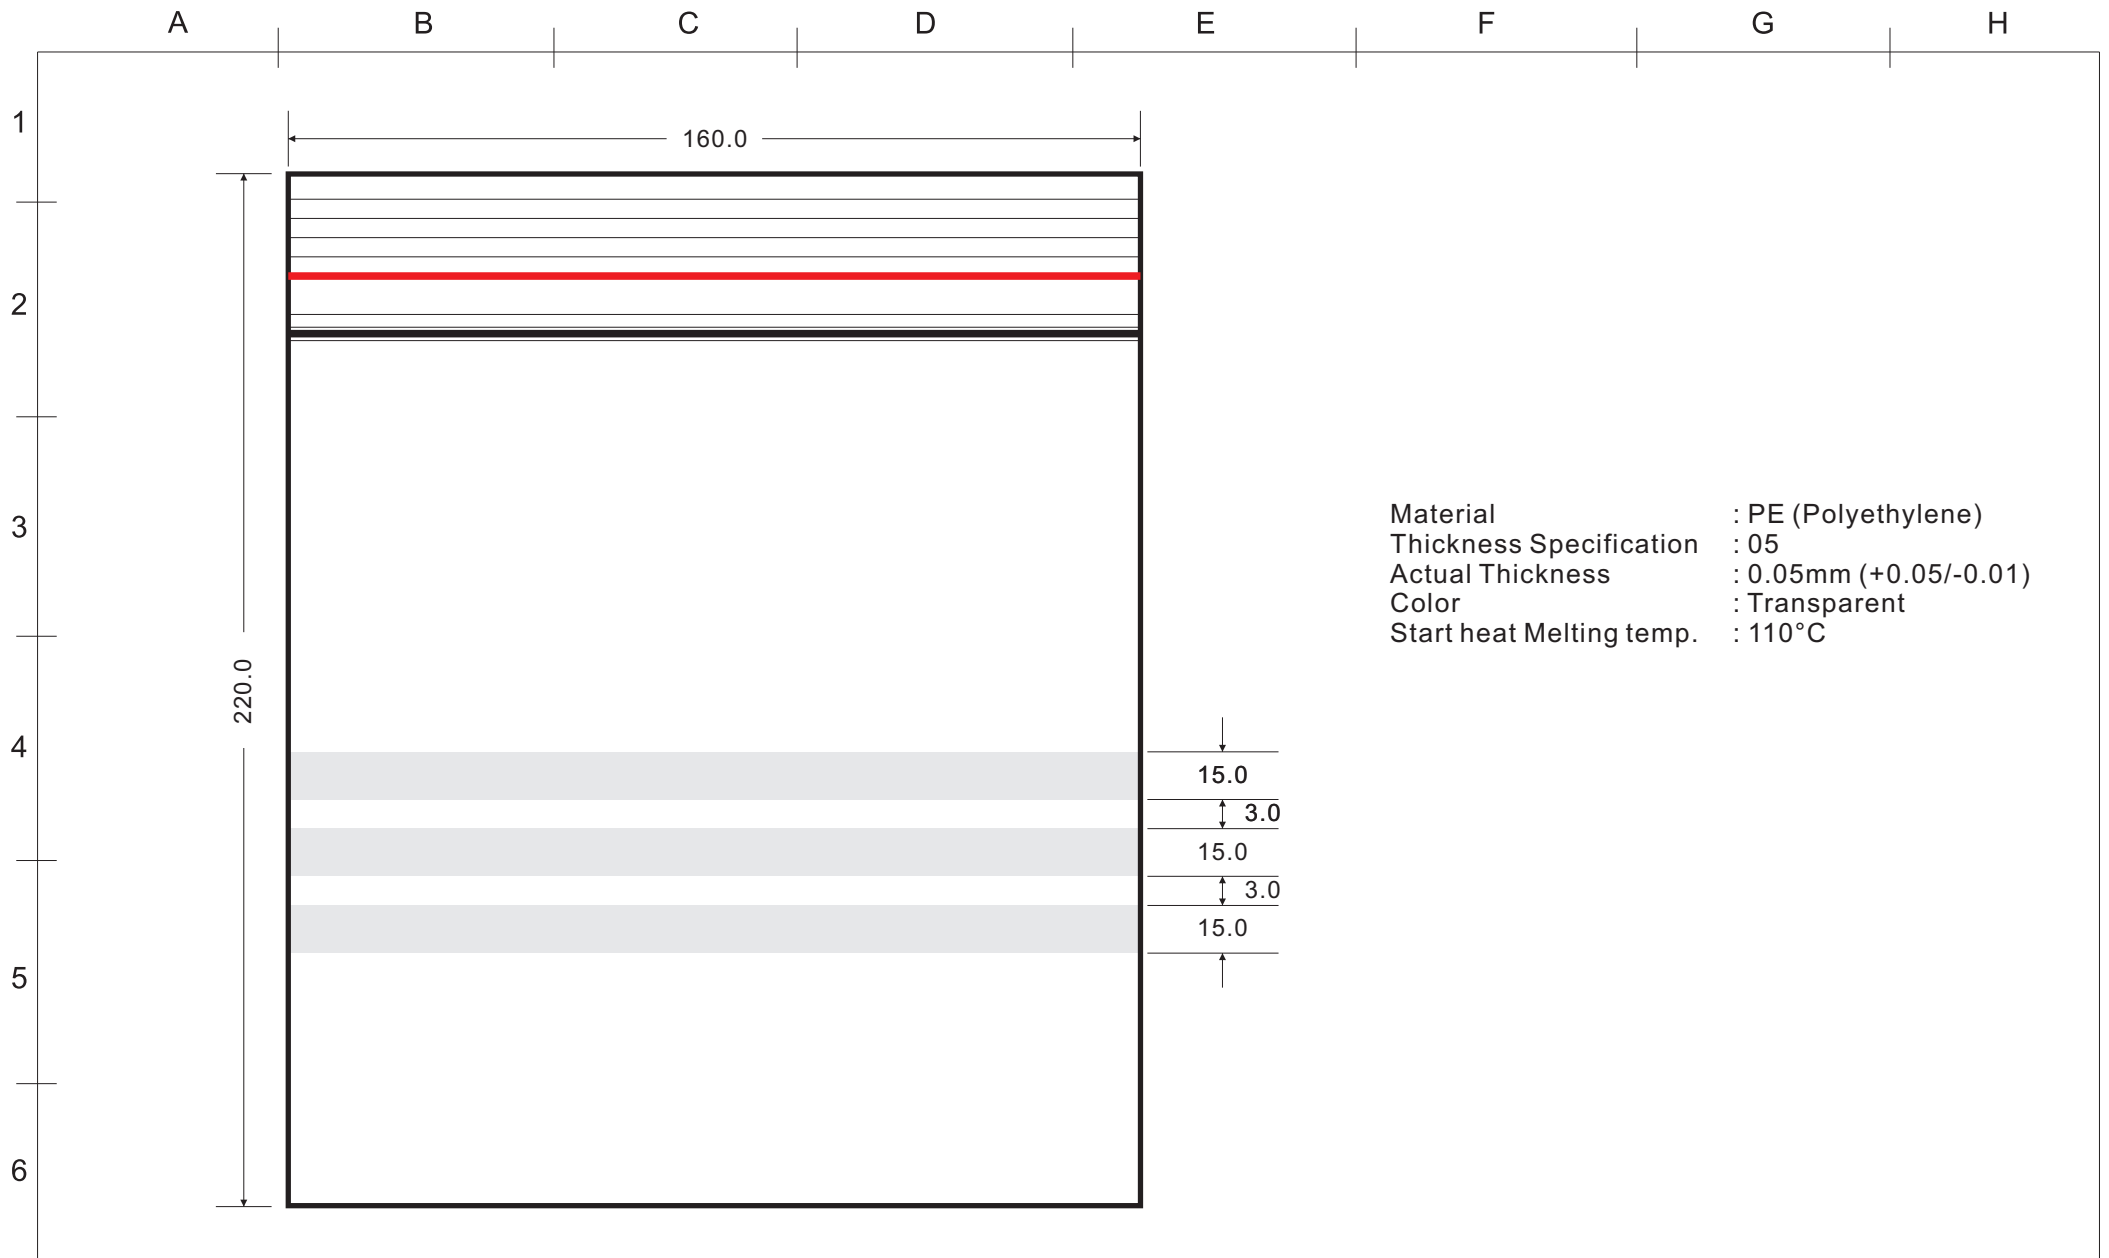 A B C D E F G H
1
160.0
2
3
Material : PE (Polyethylene)
Thickness Specification : 05
Actual Thickness : 0.05mm (+0.05/-0.01)
Color : Transparent
Start heat Melting temp. : 110°C
220.0
4
15.0
3.0
15.0
3.0
15.0
5
6